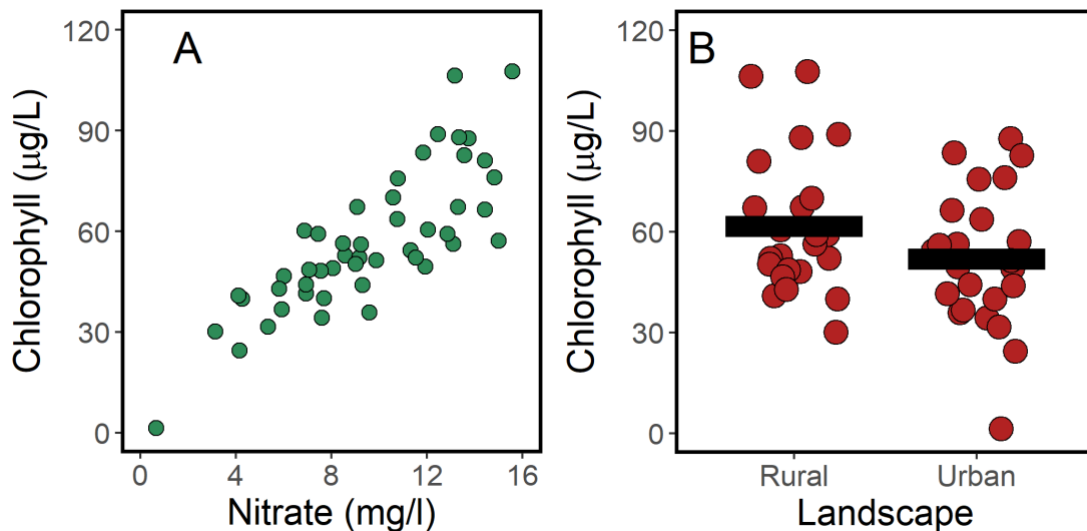 A
Chlorophyll (μg/L)
120
90
60
30
0
0 4 8 12 16
Nitrate (mg/l)
B
Chlorophyll (μg/L)
120
90
60
30
0
Rural Urban
Landscape